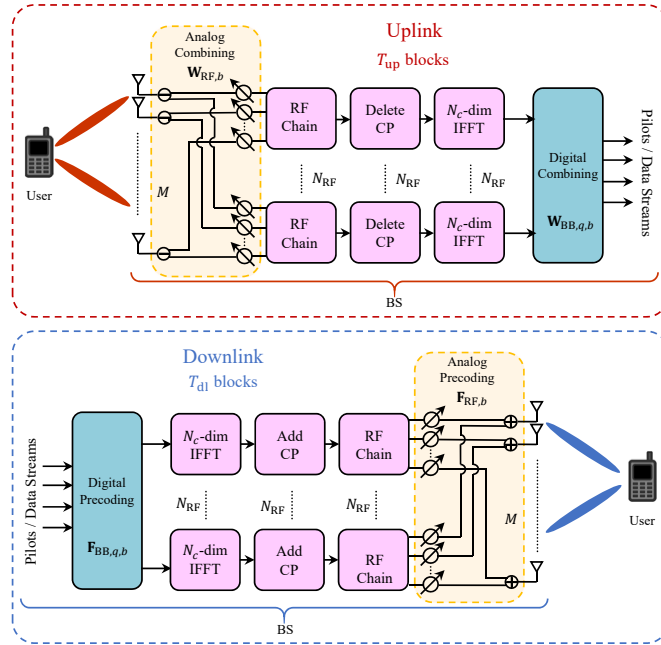 Uplink
T_up blocks
Analog
Combining
W_RF,b
User
M
RF
Chain
Delete
CP
N_c-dim
IFFT
N_RF
N_RF
N_RF
RF
Chain
Delete
CP
N_c-dim
IFFT
Digital
Combining
W_BB,q,b
Pilots / Data Streams
BS
Downlink
T_dl blocks
Analog
Precoding
F_RF,b
Pilots / Data Streams
Digital
Precoding
F_BB,q,b
N_c-dim
IFFT
Add
CP
RF
Chain
N_RF
N_RF
N_RF
N_c-dim
IFFT
Add
CP
RF
Chain
M
User
BS